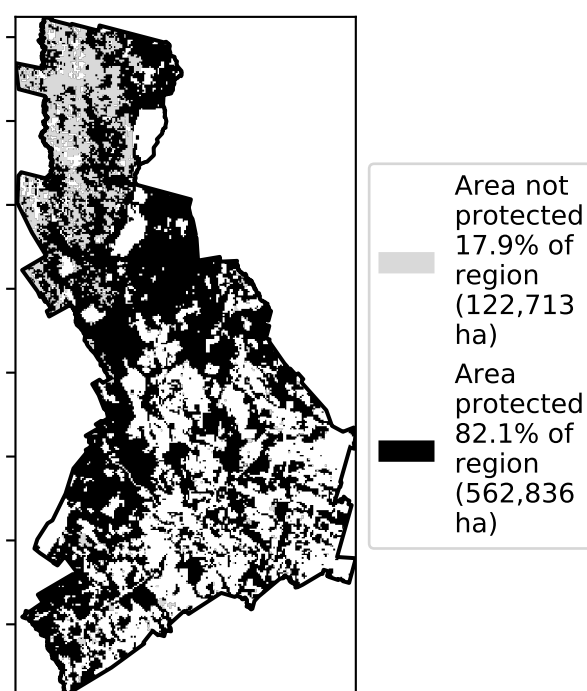 Area not
protected
17.9% of
region
(122,713
ha)
Area
protected
82.1% of
region
(562,836
ha)